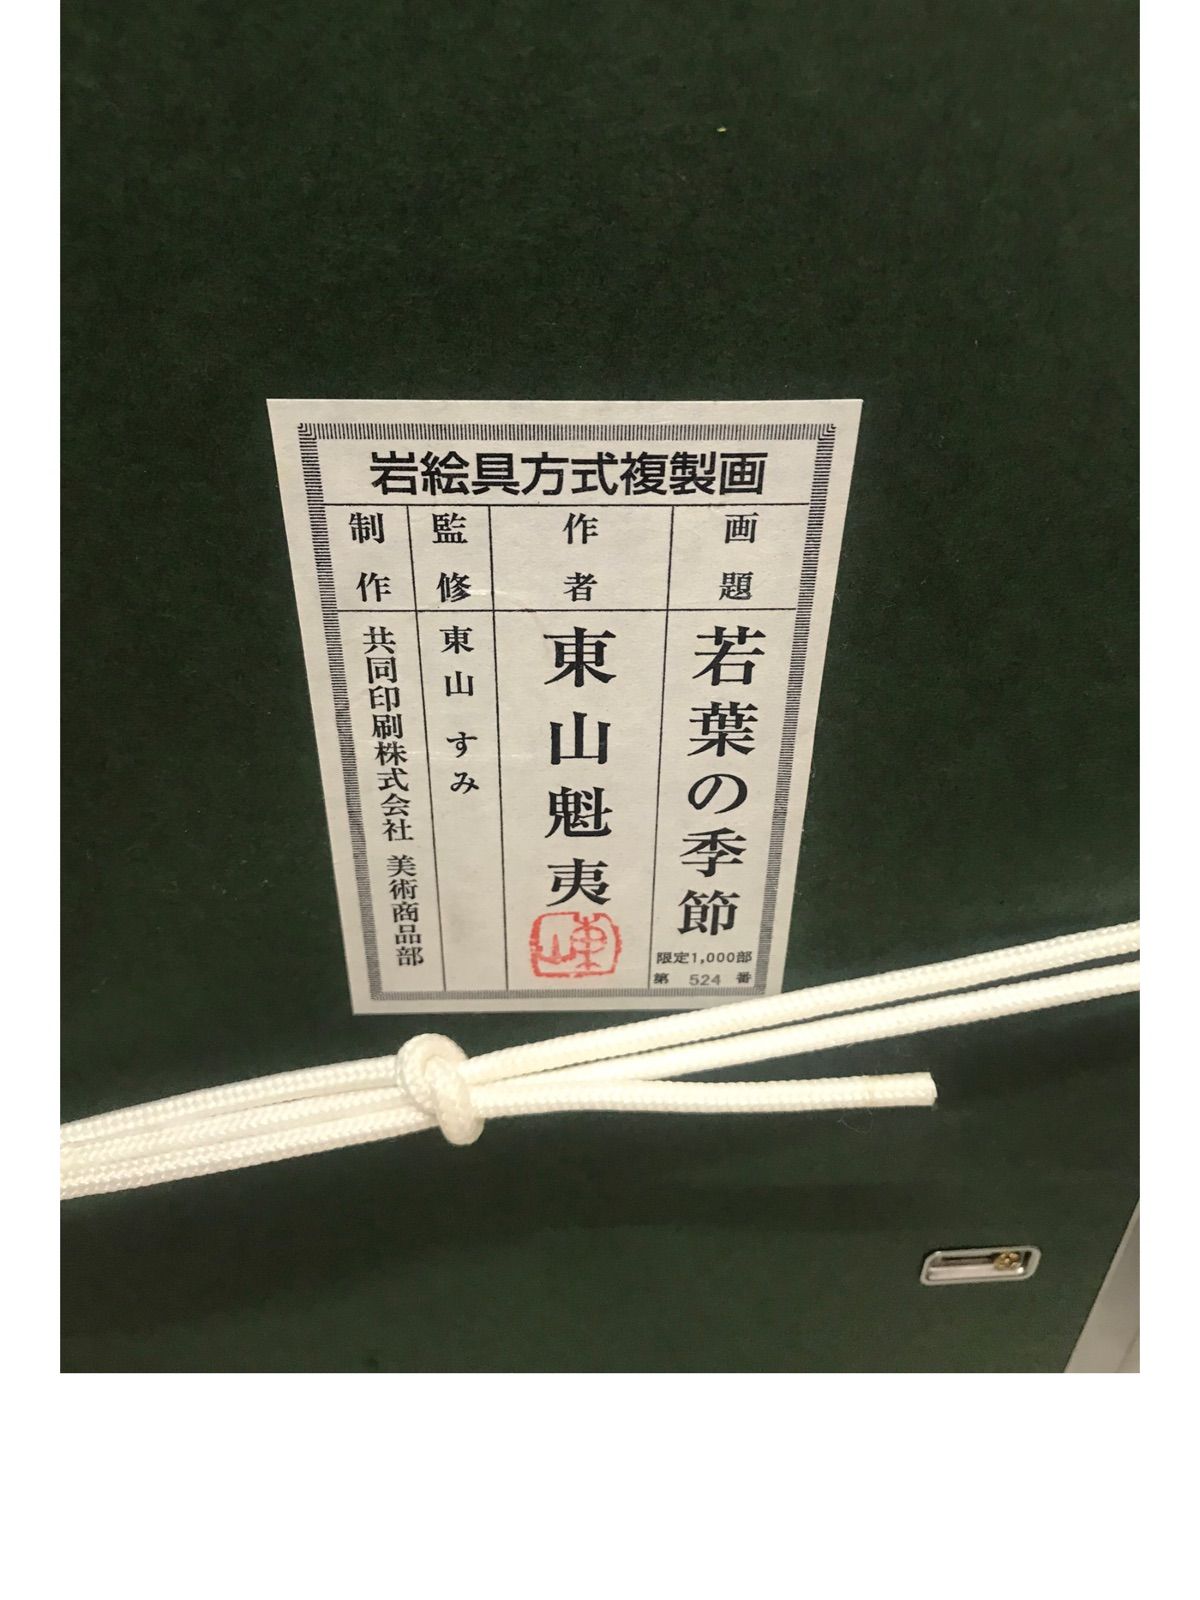 岩絵具方式複製画
画題
若葉の季節
限定1,000部
第 524 番
作者
東山魁夷
東山
監修
東山すみ
制作
共同印刷株式会社 美術商品部